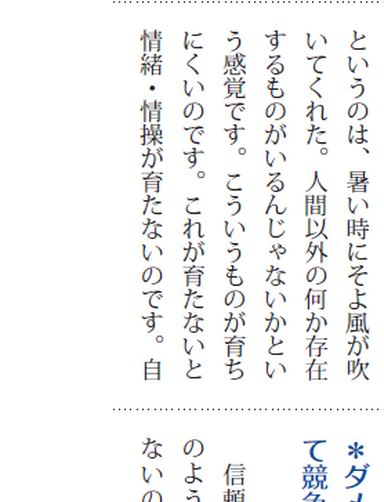 というのは、暑い時にそよ風が吹
いてくれた。人間以外の何か存在
するものがいるんじゃないかとい
う感覚です。こういうものが育ち
にくいのです。これが育たないと
情緒・情操が育たないのです。自
＊ダ
て競
信頼
のよう
ないの